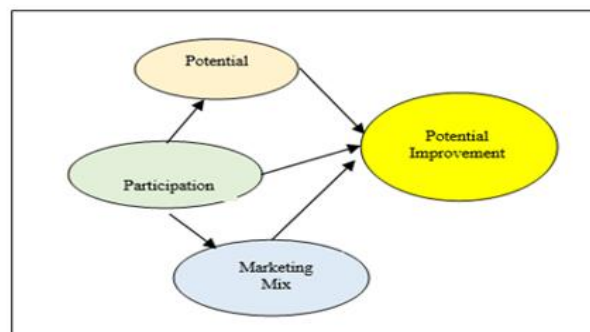 Potential
Potential
Improvement
Participation
Marketing
Mix